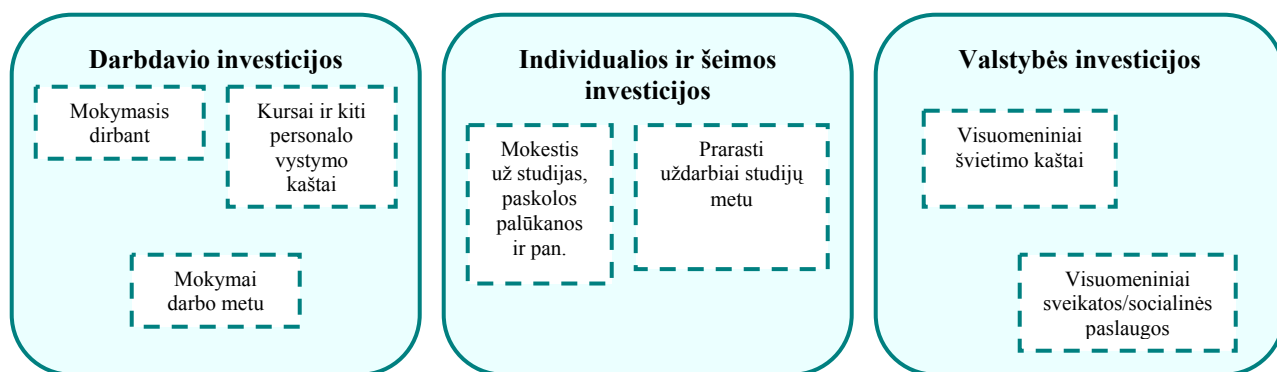 Darbdavio investicijos
Mokymasis
dirbant
Kursai ir kiti
personalo
vystymo
kaštai
Mokymai
darbo metu
Individualios ir šeimos
investicijos
Mokestis
už studijas,
paskolos
palūkanos
ir pan.
Prarasti
uždarbiai studijų
metu
Valstybės investicijos
Visuomeniniai
švietimo kaštai
Visuomeniniai
sveikatos/socialinės
paslaugos